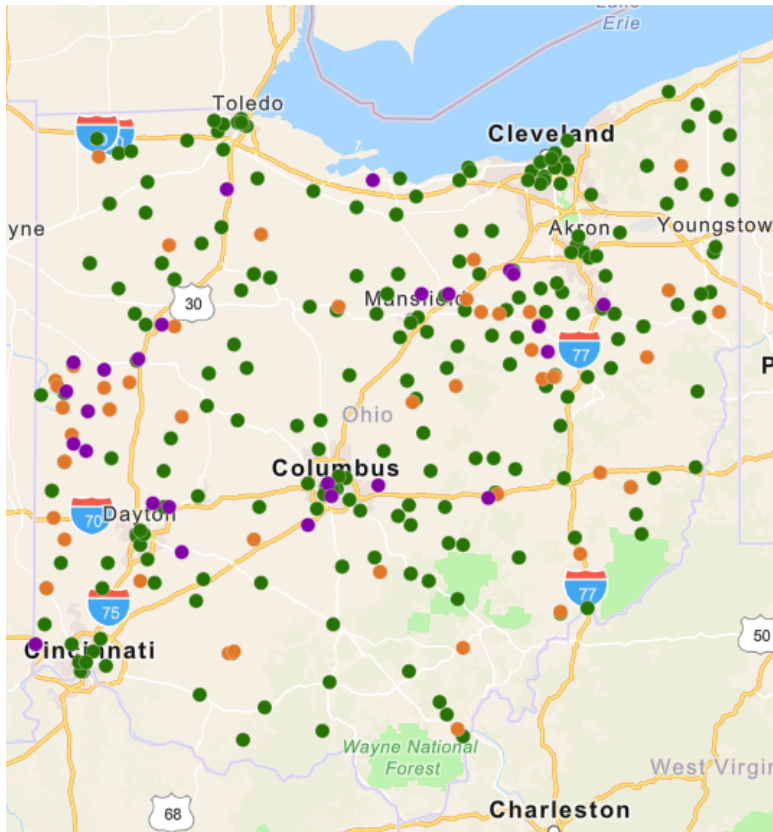 Lake
Erie
Toledo
Cleveland
yne
Akron
Youngstow
30
Mansfield
77
P
Ohio
Columbus
70
Dayton
77
75
50
Cincinnati
Wayne National
Forest
West Virgir
68
Charleston